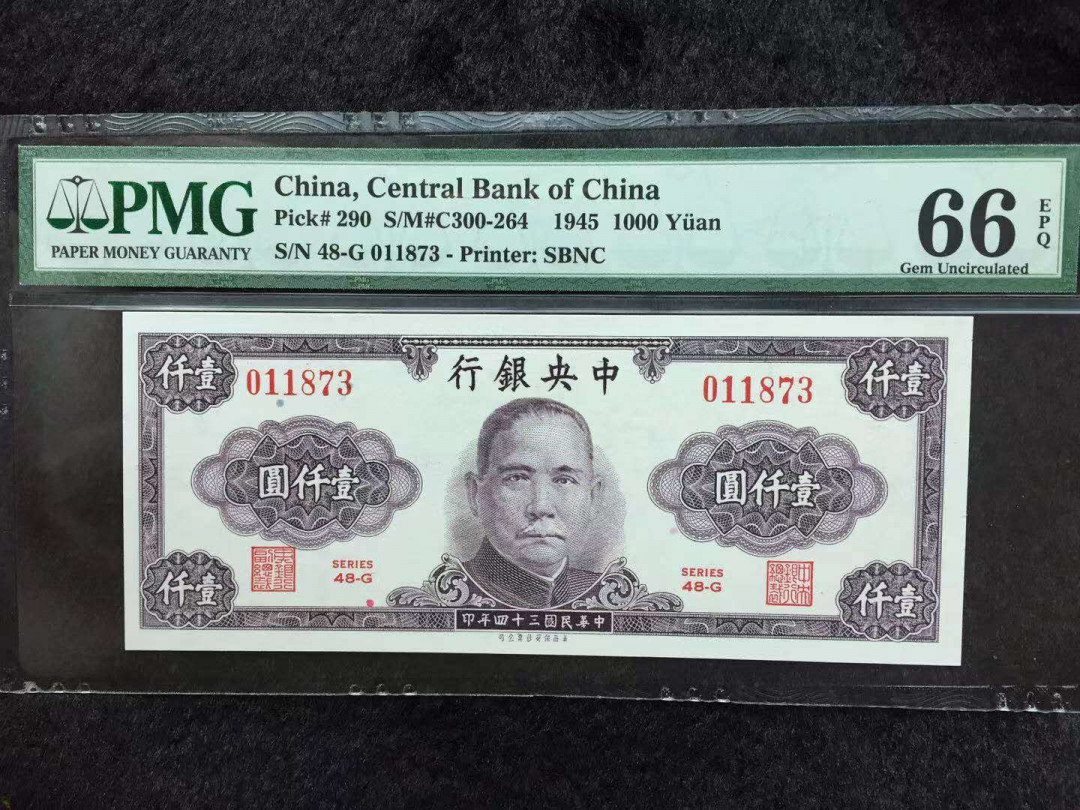 PMG
PAPER MONEY GUARANTY
China, Central Bank of China
Pick# 290 S/M#C300-264 1945 1000 Yüan
S/N 48-G 011873 - Printer: SBNC
66
EPQ
Gem Uncirculated
行銀央中
仟壹
011873
011873
仟壹
圓仟壹
圓仟壹
SERIES
48-G
SERIES
48-G
仟壹
仟壹
印年四十三國民華中